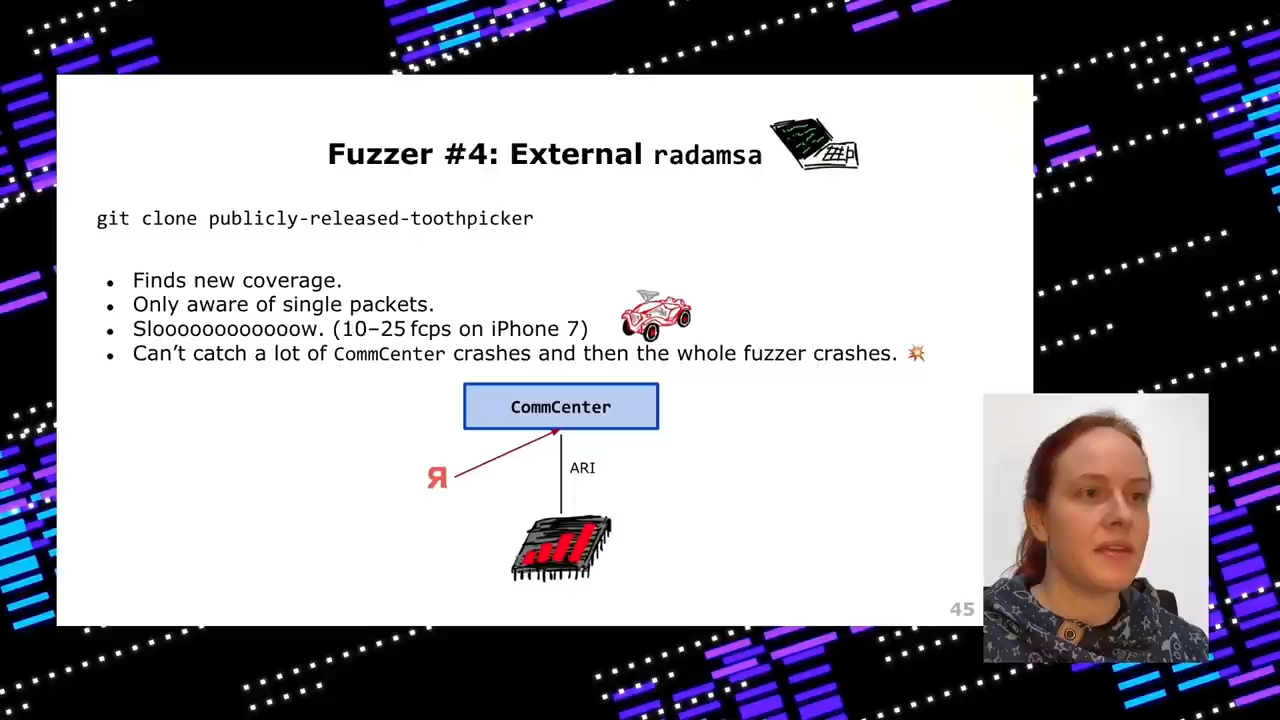 Fuzzer #4: External radamsa
git clone publicly-released-toothpicker
• Finds new coverage.
• Only aware of single packets.
• Sloooooooooooow. (10–25 fcps on iPhone 7)
• Can't catch a lot of CommCenter crashes and then the whole fuzzer crashes. 💥
CommCenter
ARI
Я
45